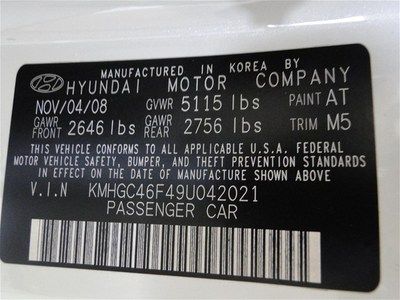 MANUFACTURED IN KOREA BY
HYUNDAI MOTOR COMPANY
NOV/04/08 GVWR 5115 lbs PAINT AT
GAWR FRONT 2646 lbs GAWR REAR 2756 lbs TRIM M5
THIS VEHICLE CONFORMS TO ALL APPLICABLE U.S.A. FEDERAL
MOTOR VEHICLE SAFETY, BUMPER, AND THEFT PREVENTION STANDARDS
IN EFFECT ON THE DATE OF MANUFACTURE SHOWN ABOVE.
V.I.N KMHGC46F49U042021
PASSENGER CAR